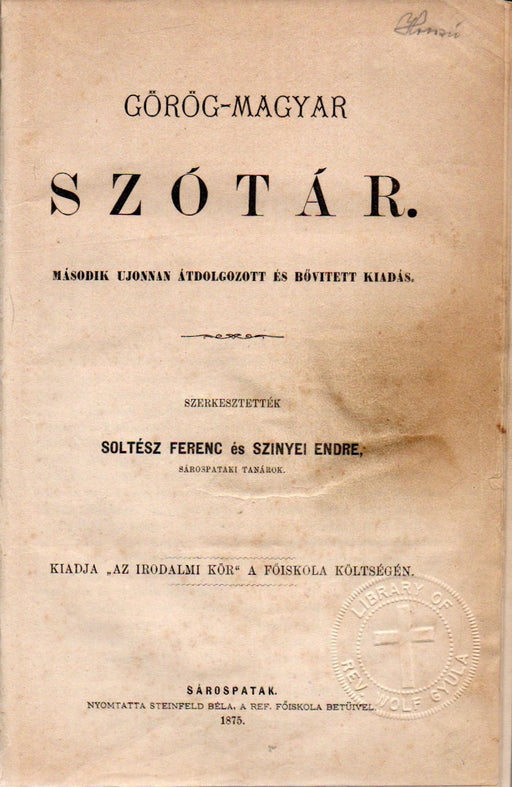 GÖRÖG-MAGYAR
SZÓTÁR.
MÁSODIK UJONNAN ÁTDOLGOZOTT ÉS BŐVITETT KIADÁS.
SZERKESZTETTÉK
SOLTÉSZ FERENC és SZINYEI ENDRE,
SÁROSPATAKI TANÁROK.
KIADJA „AZ IRODALMI KÖR“ A FŐISKOLA KÖLTSÉGÉN.
LIBRARY OF
REV. WOLF GYULA
SÁROSPATAK.
NYOMTATTA STEINFELD BÉLA, A REF. FŐISKOLA BETÜIVEL.
1875.